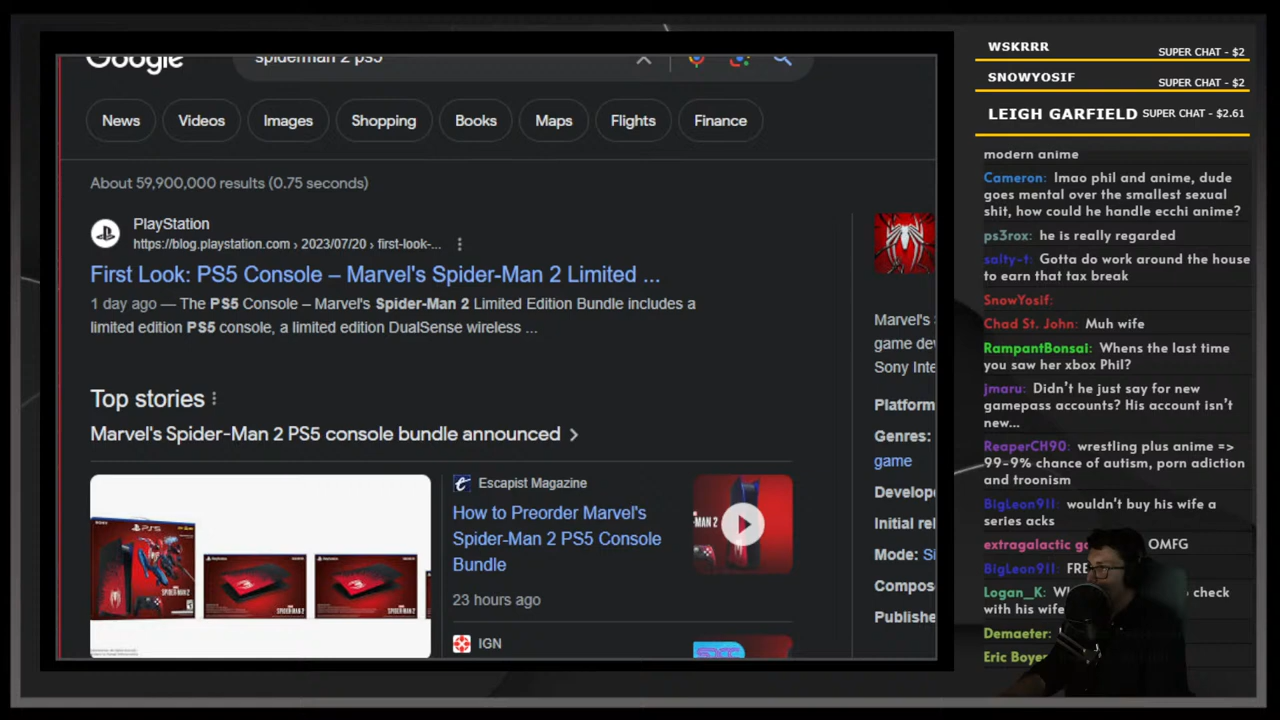 Google
spiderman 2 ps5
News
Videos
Images
Shopping
Books
Maps
Flights
Finance
About 59,900,000 results (0.75 seconds)
PlayStation
https://blog.playstation.com › 2023/07/20 › first-look-...
First Look: PS5 Console – Marvel's Spider-Man 2 Limited ...
1 day ago — The PS5 Console – Marvel's Spider-Man 2 Limited Edition Bundle includes a
limited edition PS5 console, a limited edition DualSense wireless ...
Top stories
Marvel's Spider-Man 2 PS5 console bundle announced
Escapist Magazine
How to Preorder Marvel's
Spider-Man 2 PS5 Console
Bundle
23 hours ago
IGN
PS5
MAN 2
Marvel's
game
Sony
Platform
Genres:
game
Initial
Mode:
WSKRRR SUPER CHAT - $2
SNOWYOSIF SUPER CHAT - $2
LEIGH GARFIELD SUPER CHAT - $2.61
modern anime
Cameron: lmao phil and anime, dude
goes mental over the smallest sexual
shit, how could he handle ecchi anime?
ps3rox: he is really regarded
salty-t: Gotta do work around the house
to earn that tax break
SnowYosif:
Chad St. John: Muh wife
RampantBonsai: Whens the last time
you saw her xbox Phil?
jmaru: Didn't he just say for new
gamepass accounts? His account isn't
new...
ReaperCH90: wrestling plus anime =>
99-9% chance of autism, porn adiction
and troonism
BigLeon911: wouldn't buy his wife a
series acks
extragalactic OMFG
BigLeon911:
Logan__K: check
with his wife
Demaeter:
Eric